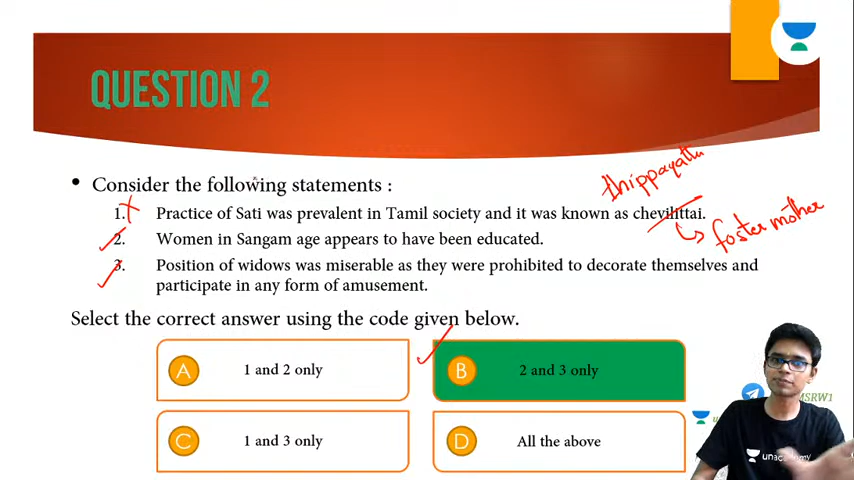 QUESTION 2
thippayathu
• Consider the following statements :
1. Practice of Sati was prevalent in Tamil society and it was known as chevilittai.
foster mother
2. Women in Sangam age appears to have been educated.
3. Position of widows was miserable as they were prohibited to decorate themselves and
participate in any form of amusement.
Select the correct answer using the code given below.
A 1 and 2 only
B 2 and 3 only
C 1 and 3 only
D All the above
MSRW1
unacademy